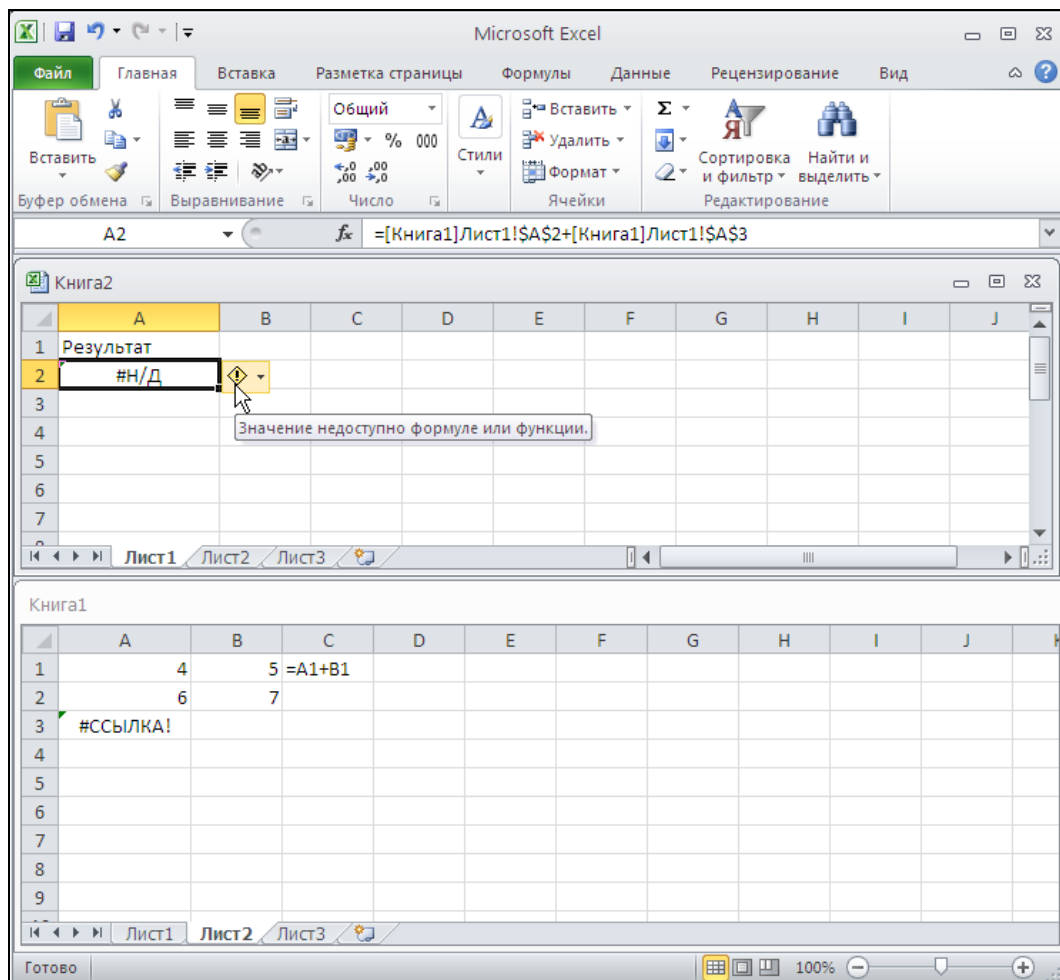 Microsoft Excel
Файл Главная Вставка Разметка страницы Формулы Данные Рецензирование Вид
Общий Вставить
Удалить
% 000
Вставить Стили Сортировка и фильтр Найти и выделить
Формат
Буфер обмена Выравнивание Число Ячейки Редактирование
A2 fx =[Книга1]Лист1!$A$2+[Книга1]Лист1!$A$3
Книга2
A B C D E F G H I J
1 Результат
2 #Н/Д
3
Значение недоступно формуле или функции.
4
5
6
7
Лист1 Лист2 Лист3
Книга1
A B C D E F G H I J
1 4 5 =A1+B1
2 6 7
3 #ССЫЛКА!
4
5
6
7
8
9
Лист1 Лист2 Лист3
Готово 100%